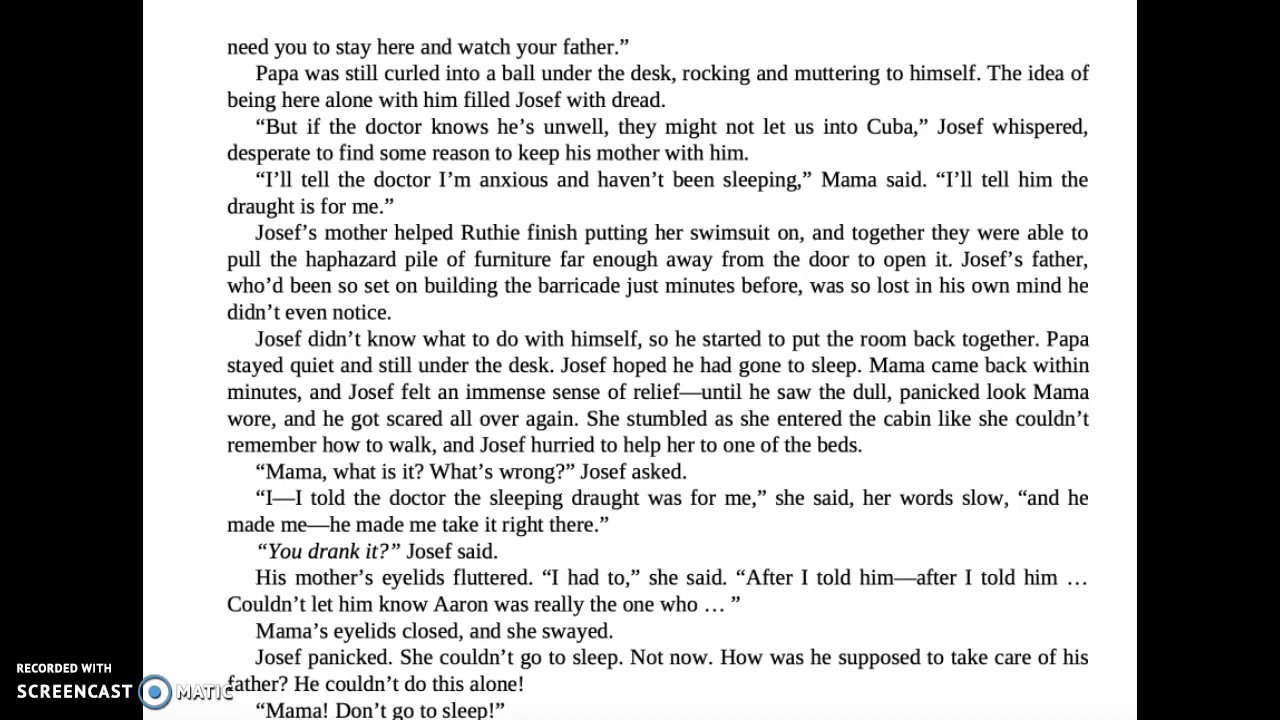 need you to stay here and watch your father.”
Papa was still curled into a ball under the desk, rocking and muttering to himself. The idea of
being here alone with him filled Josef with dread.
“But if the doctor knows he’s unwell, they might not let us into Cuba,” Josef whispered,
desperate to find some reason to keep his mother with him.
“I’ll tell the doctor I’m anxious and haven’t been sleeping,” Mama said. “I’ll tell him the
draught is for me.”
Josef’s mother helped Ruthie finish putting her swimsuit on, and together they were able to
pull the haphazard pile of furniture far enough away from the door to open it. Josef’s father,
who’d been so set on building the barricade just minutes before, was so lost in his own mind he
didn’t even notice.
Josef didn’t know what to do with himself, so he started to put the room back together. Papa
stayed quiet and still under the desk. Josef hoped he had gone to sleep. Mama came back within
minutes, and Josef felt an immense sense of relief—until he saw the dull, panicked look Mama
wore, and he got scared all over again. She stumbled as she entered the cabin like she couldn’t
remember how to walk, and Josef hurried to help her to one of the beds.
“Mama, what is it? What’s wrong?” Josef asked.
“I—I told the doctor the sleeping draught was for me,” she said, her words slow, “and he
made me—he made me take it right there.”
“You drank it?” Josef said.
His mother’s eyelids fluttered. “I had to,” she said. “After I told him—after I told him …
Couldn’t let him know Aaron was really the one who … ”
Mama’s eyelids closed, and she swayed.
Josef panicked. She couldn’t go to sleep. Not now. How was he supposed to take care of his
father? He couldn’t do this alone!
“Mama! Don’t go to sleep!”
RECORDED WITH
SCREENCAST MATIC